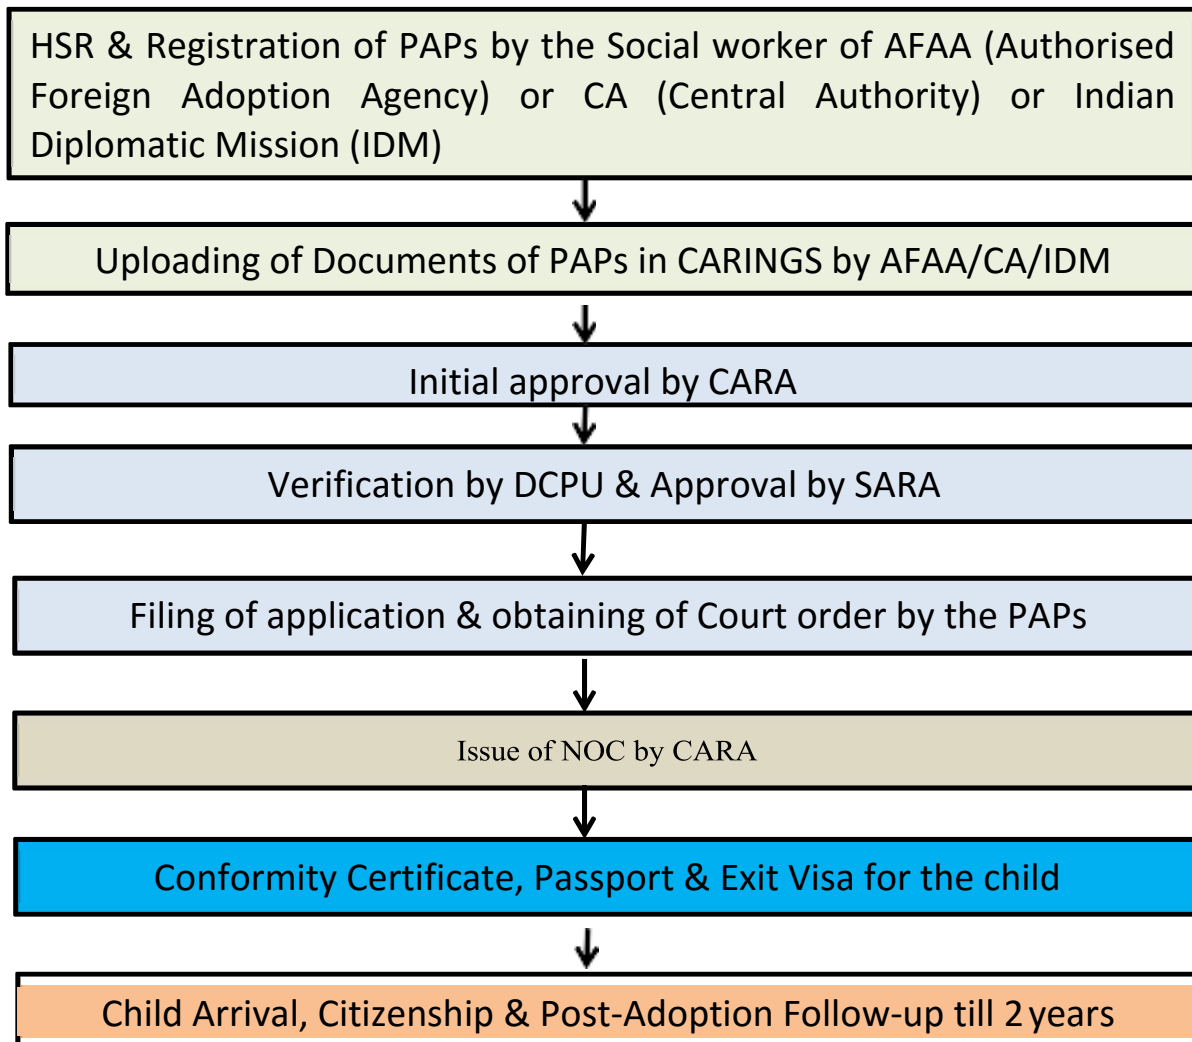 HSR & Registration of PAPs by the Social worker of AFAA (Authorised
Foreign Adoption Agency) or CA (Central Authority) or Indian
Diplomatic Mission (IDM)
Uploading of Documents of PAPs in CARINGS by AFAA/CA/IDM
Initial approval by CARA
Verification by DCPU & Approval by SARA
Filing of application & obtaining of Court order by the PAPs
Issue of NOC by CARA
Conformity Certificate, Passport & Exit Visa for the child
Child Arrival, Citizenship & Post-Adoption Follow-up till 2 years